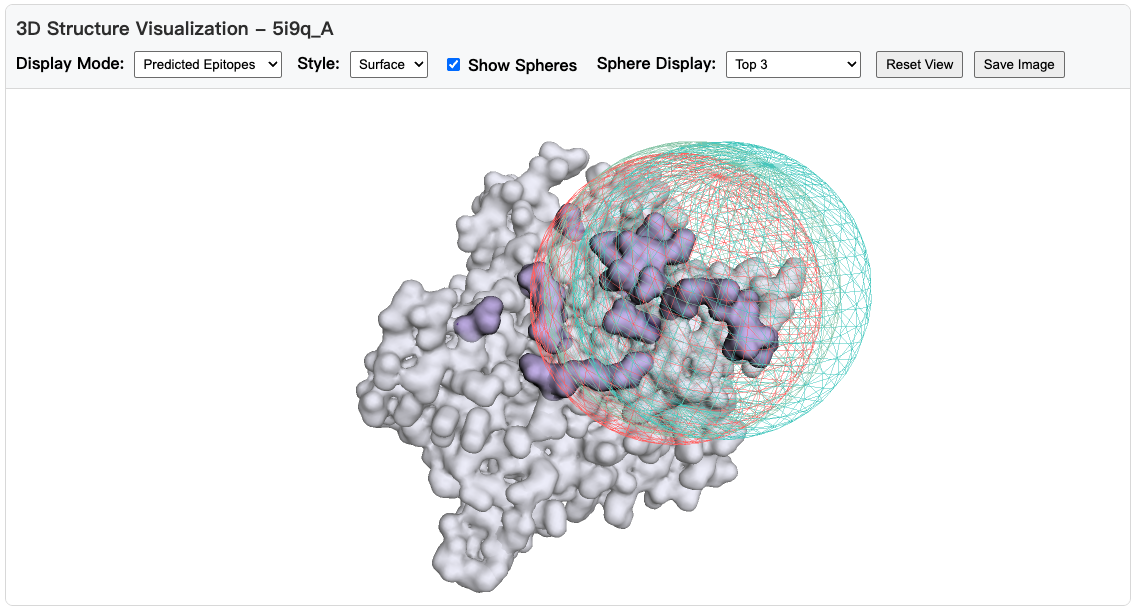 3D Structure Visualization – 5i9q_A
Display Mode: Predicted Epitopes Style: Surface Show Spheres Sphere Display: Top 3 Reset View Save Image